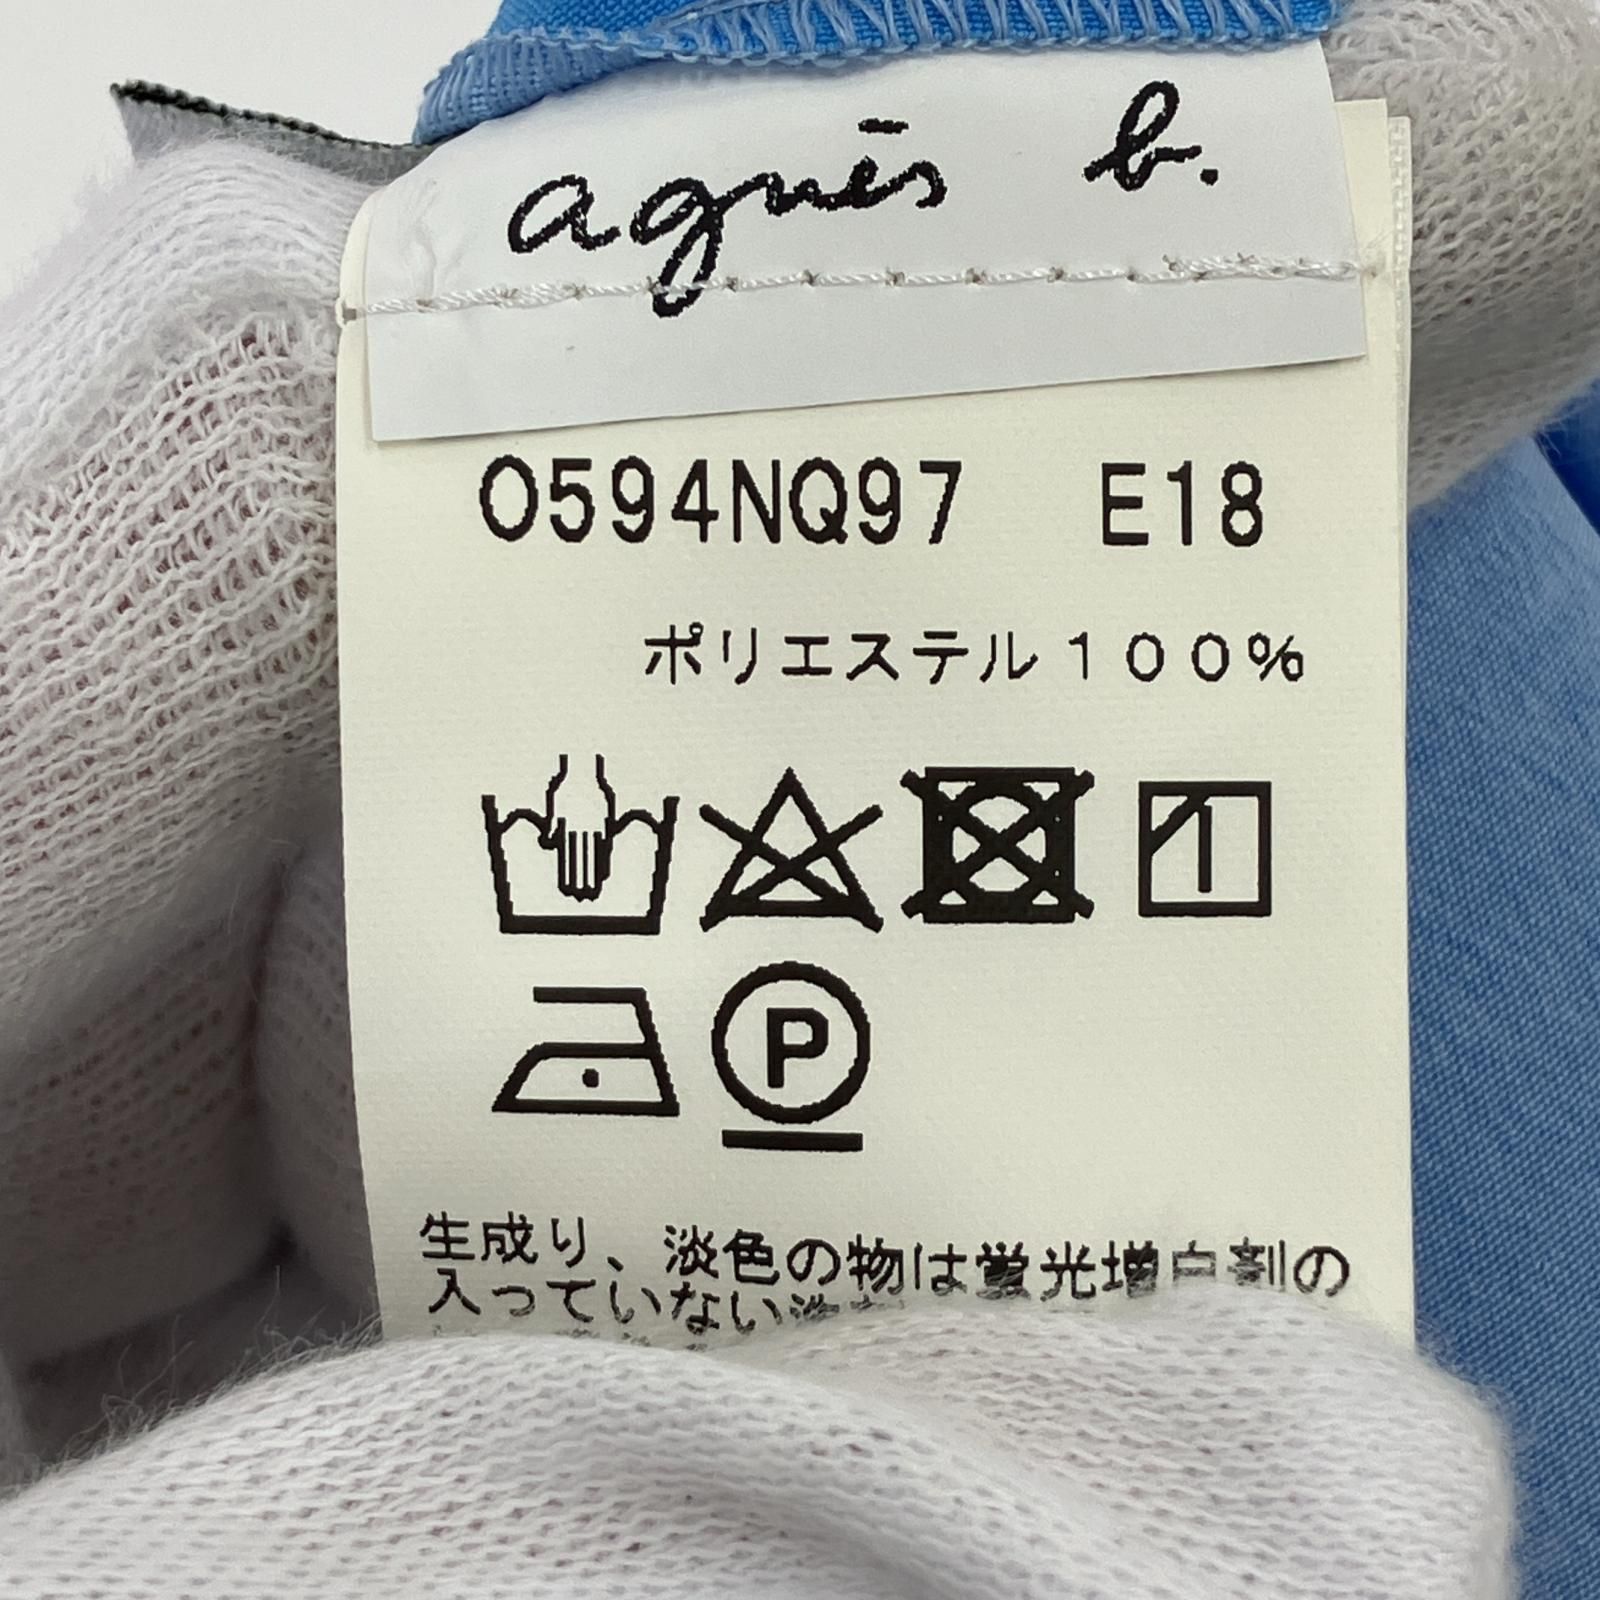 agnès b.
0594NQ97 E18
ポリエステル100%
P
生成り、淡色の物は蛍光増白剤の
入っていない洗